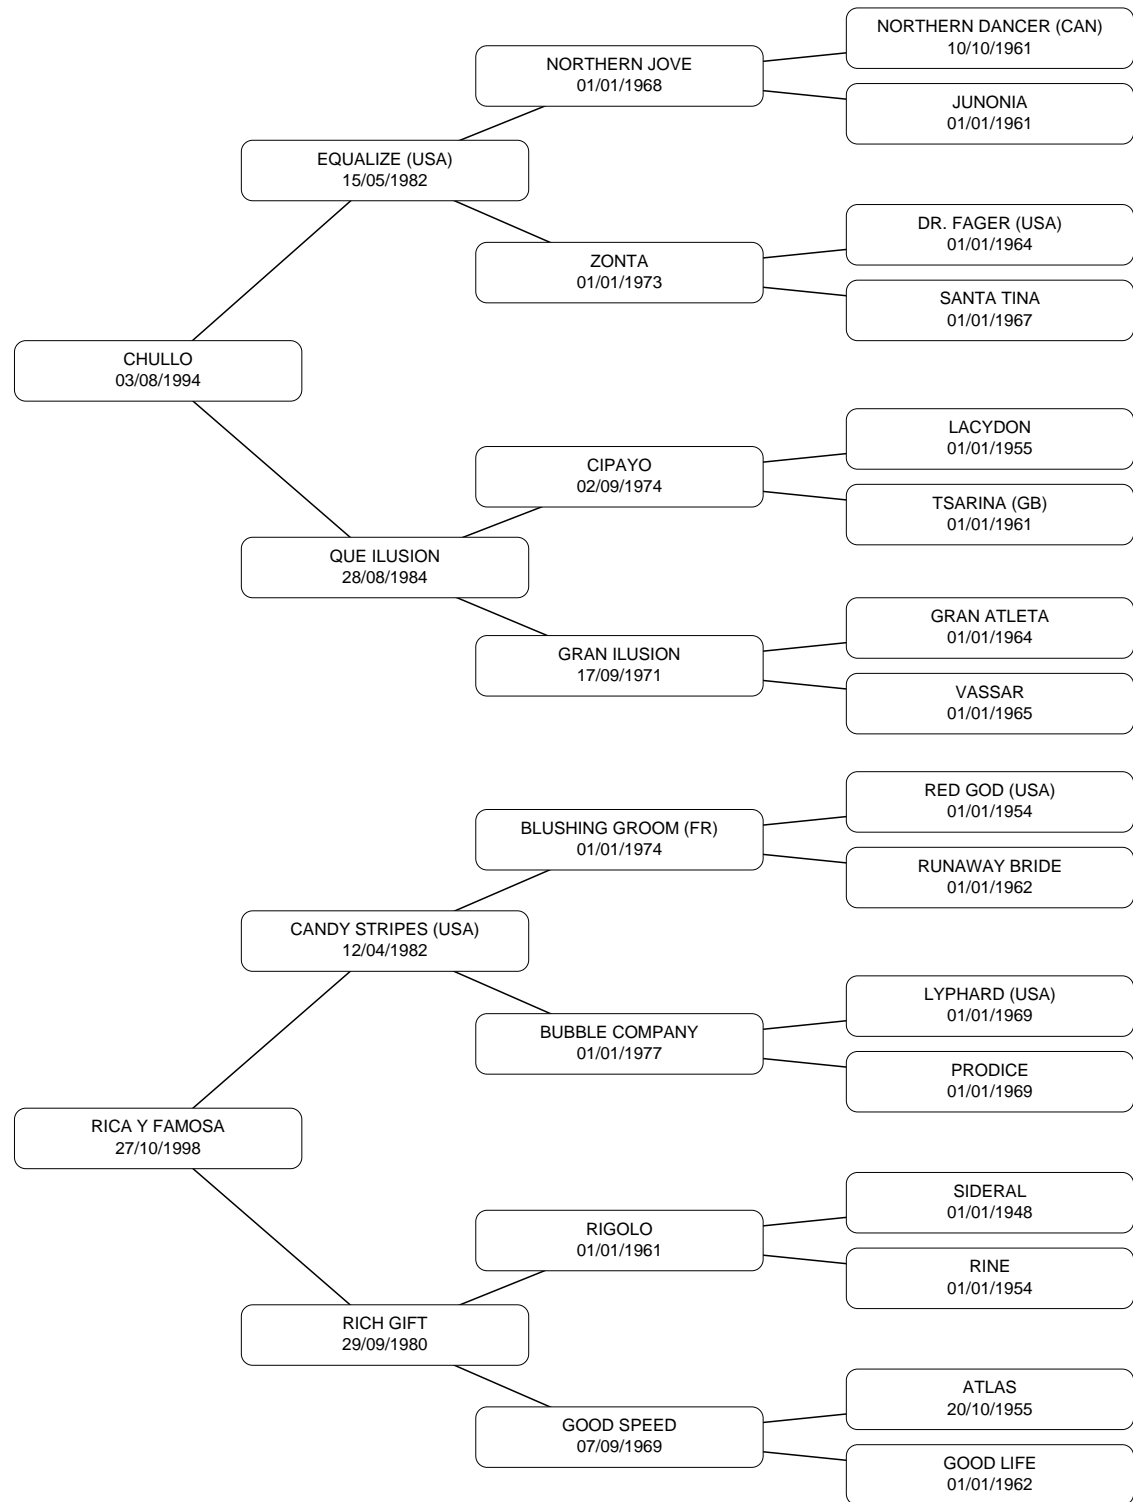 NORTHERN DANCER (CAN)
10/10/1961
NORTHERN JOVE
01/01/1968
JUNONIA
01/01/1961
EQUALIZE (USA)
15/05/1982
DR. FAGER (USA)
01/01/1964
ZONTA
01/01/1973
SANTA TINA
01/01/1967
CHULLO
03/08/1994
LACYDON
01/01/1955
CIPAYO
02/09/1974
TSARINA (GB)
01/01/1961
QUE ILUSION
28/08/1984
GRAN ATLETA
01/01/1964
GRAN ILUSION
17/09/1971
VASSAR
01/01/1965
RED GOD (USA)
01/01/1954
BLUSHING GROOM (FR)
01/01/1974
RUNAWAY BRIDE
01/01/1962
CANDY STRIPES (USA)
12/04/1982
LYPHARD (USA)
01/01/1969
BUBBLE COMPANY
01/01/1977
PRODICE
01/01/1969
RICA Y FAMOSA
27/10/1998
SIDERAL
01/01/1948
RIGOLO
01/01/1961
RINE
01/01/1954
RICH GIFT
29/09/1980
ATLAS
20/10/1955
GOOD SPEED
07/09/1969
GOOD LIFE
01/01/1962